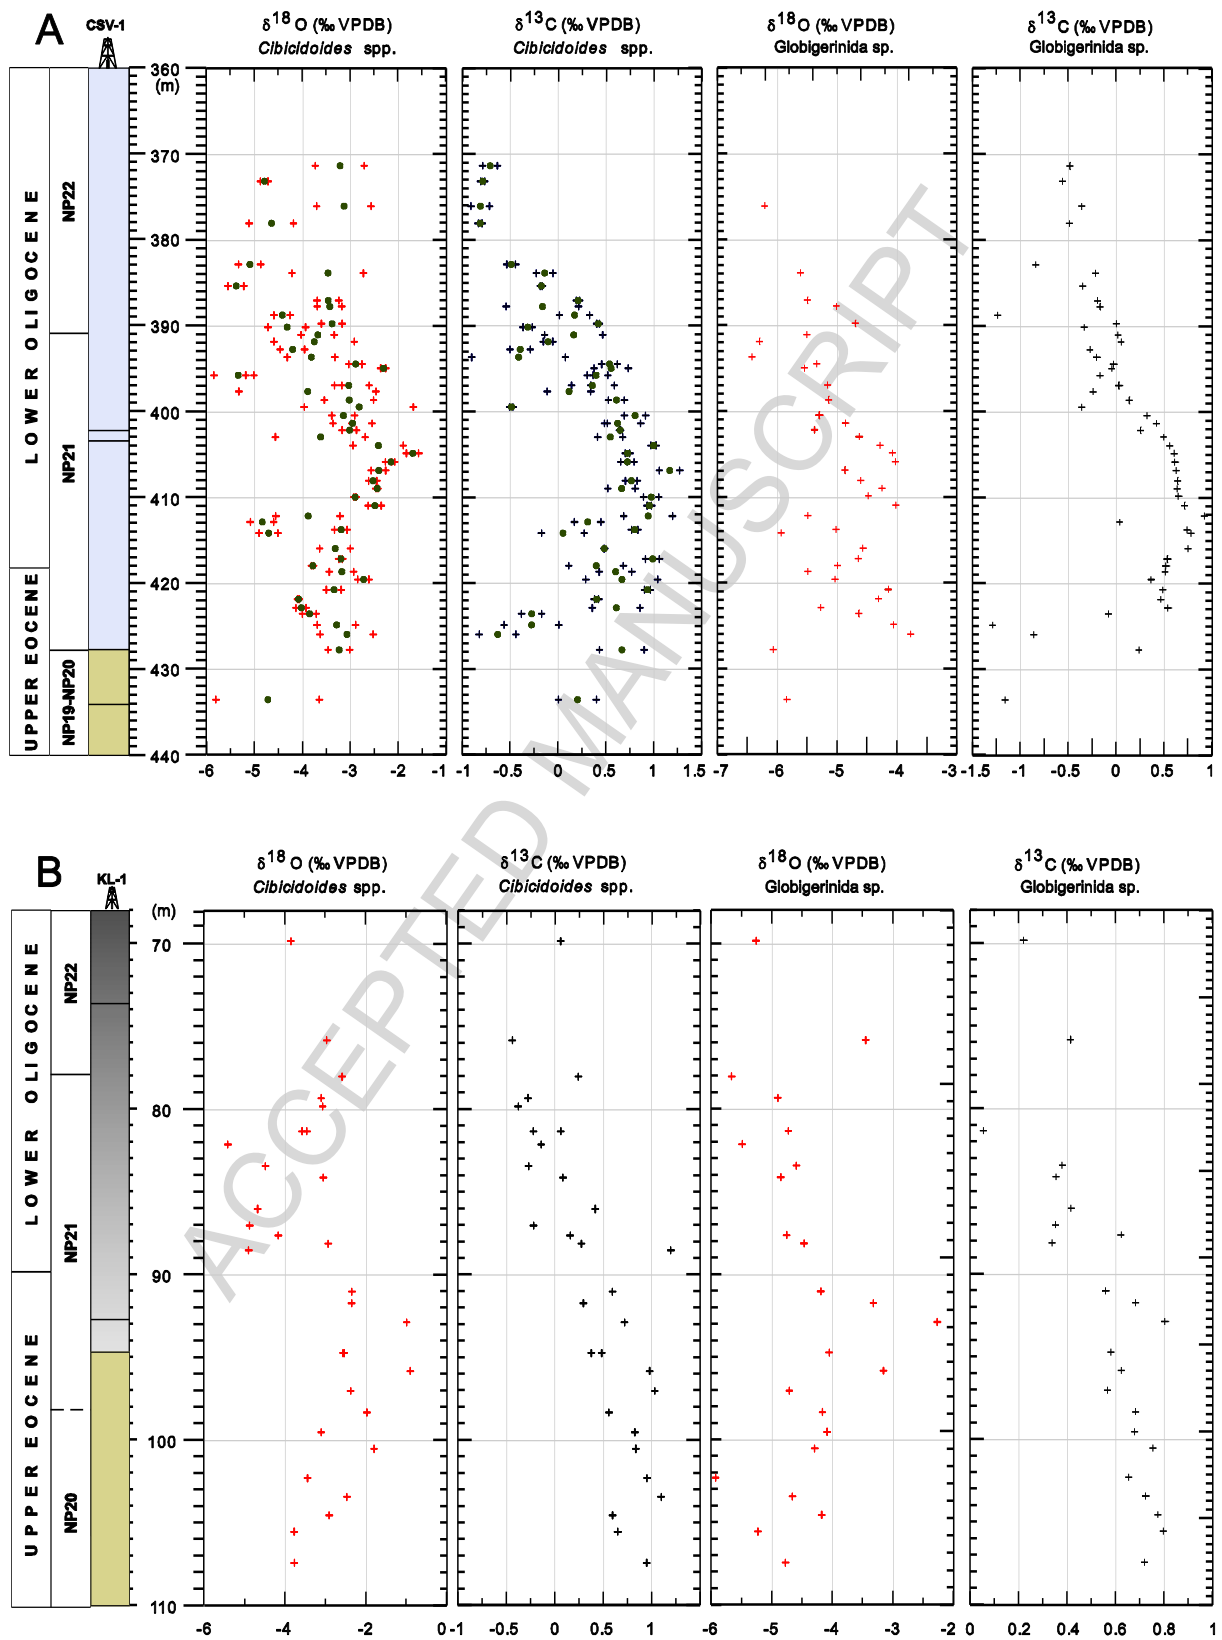 A
CSV-1
δ18O (‰ VPDB)
Cibicidoides spp.
δ13C (‰ VPDB)
Cibicidoides spp.
δ18O (‰ VPDB)
Globigerinida sp.
δ13C (‰ VPDB)
Globigerinida sp.
LOWER OLIGOCENE
UPPER EOCENE
NP22
NP21
NP19-NP20
360
(m)
370
380
390
400
410
420
430
440
-6 -5 -4 -3 -2 -1
-1 -0.5 0 0.5 1 1.5
-7 -6 -5 -4 -3
-1.5 -1 0 0.5 1
ACCEPTED MANUSCRIPT
B
KL-1
δ18O (‰ VPDB)
Cibicidoides spp.
δ13C (‰ VPDB)
Cibicidoides spp.
δ18O (‰ VPDB)
Globigerinida sp.
δ13C (‰ VPDB)
Globigerinida sp.
LOWER OLIGOCENE
UPPER EOCENE
NP22
NP21
NP20
(m)
70
80
90
100
110
-6 -4 -2 0
-1 -0.5 0 0.5 1 1.5
-6 -4 -2
0 0.2 0.4 0.6 0.8 1